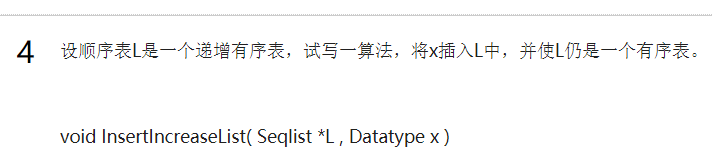 4 设顺序表L是一个递增有序表，试写一算法，将x插入L中，并使L仍是一个有序表。
void InsertIncreaseList( Seqlist *L , Datatype x )